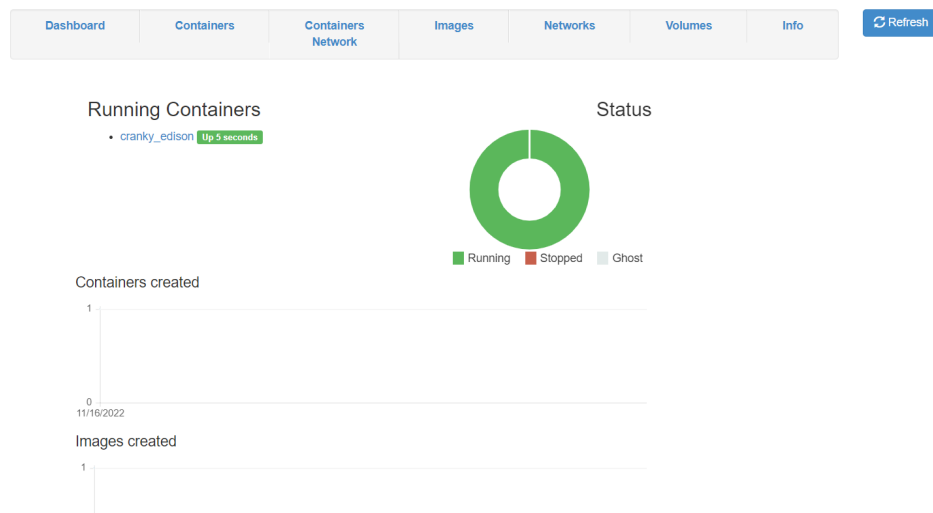 Dashboard
Containers
Containers
Network
Images
Networks
Volumes
Info
Refresh
Running Containers
cranky_edison Up 5 seconds
Status
Running Stopped Ghost
Containers created
1
0
11/16/2022
Images created
1